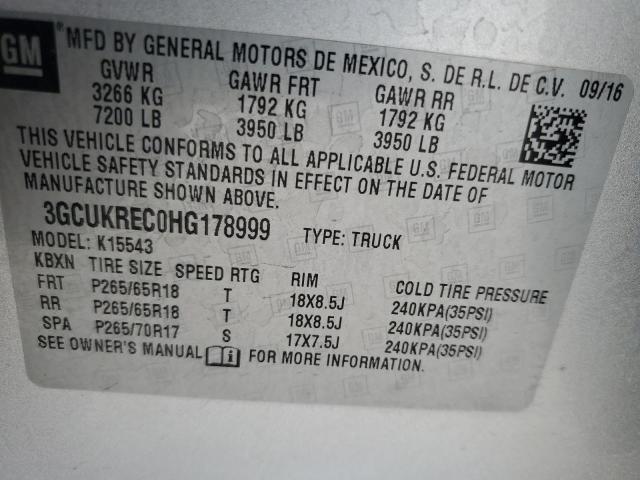 GM ® MFD BY GENERAL MOTORS DE MEXICO, S. DE R.L. DE C.V. 09/16
GVWR GAWR FRT GAWR RR
3266 KG 1792 KG 1792 KG
7200 LB 3950 LB 3950 LB
THIS VEHICLE CONFORMS TO ALL APPLICABLE U.S. FEDERAL MOTOR
VEHICLE SAFETY STANDARDS IN EFFECT ON THE DATE OF
MANUFACTURE SHOWN ABOVE.
3GCUKREC0HG178999 TYPE: TRUCK
MODEL: K15543
KBXN TIRE SIZE SPEED RTG RIM COLD TIRE PRESSURE
FRT P265/65R18 T 18X8.5J 240KPA(35PSI)
RR P265/65R18 T 18X8.5J 240KPA(35PSI)
SPA P265/70R17 S 17X7.5J 240KPA(35PSI)
SEE OWNER'S MANUAL i FOR MORE INFORMATION.